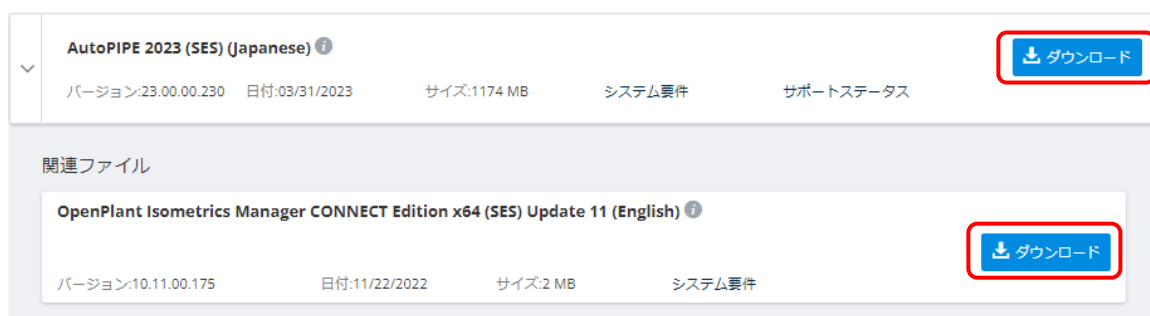 AutoPIPE 2023 (SES) (Japanese)
ダウンロード
バージョン:23.00.00.230 日付:03/31/2023 サイズ:1174 MB システム要件 サポートステータス
関連ファイル
OpenPlant Isometrics Manager CONNECT Edition x64 (SES) Update 11 (English)
ダウンロード
バージョン:10.11.00.175 日付:11/22/2022 サイズ:2 MB システム要件